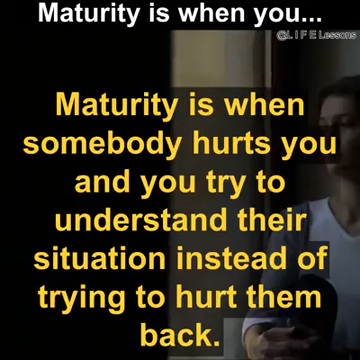 Maturity is when you...
@L I F E Lessons
Maturity is when
somebody hurts you
and you try to
understand their
situation instead of
trying to hurt them
back.